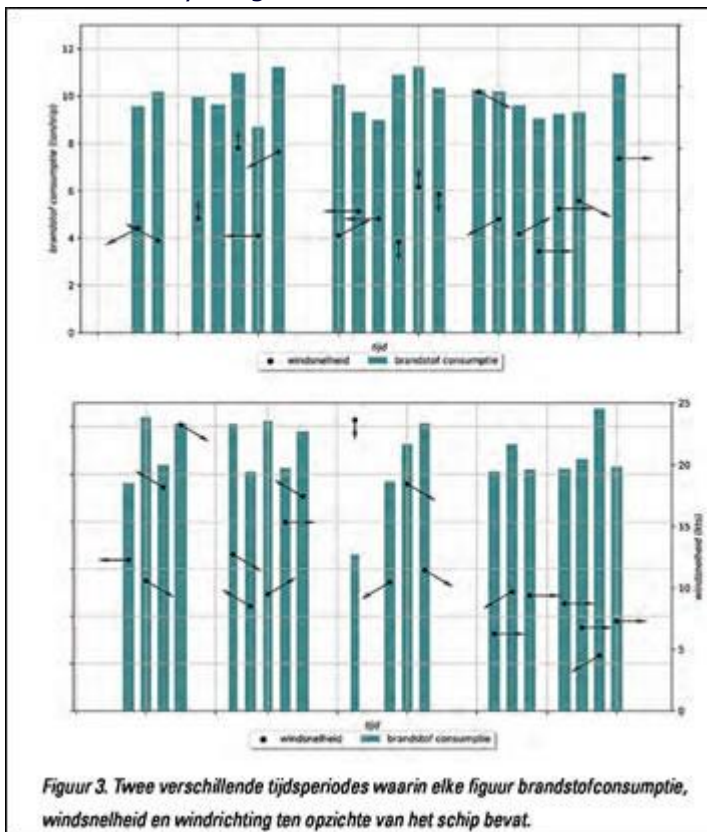 12
10
8
6
4
2
0
brandstof consumptie (ton/trip)
tijd
windsnelheid brandstof consumptie
25
20
15
10
5
0
windsnelheid (kts)
tijd
windsnelheid brandstof consumptie
Figuur 3. Twee verschillende tijdsperiodes waarin elke figuur brandstofconsumptie,
windsnelheid en windrichting ten opzichte van het schip bevat.